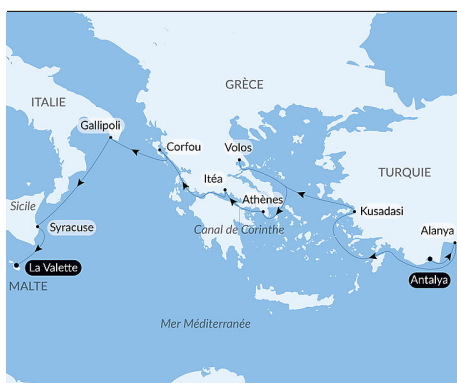 GRÈCE
ITALIE
Gallipoli
Corfou
Volos
TURQUIE
Itéa
Athènes
Sicile
Kusadasi
Syracuse
Canal de Corinthe
Alanya
La Valette
Antalya
MALTE
Mer Méditerranée